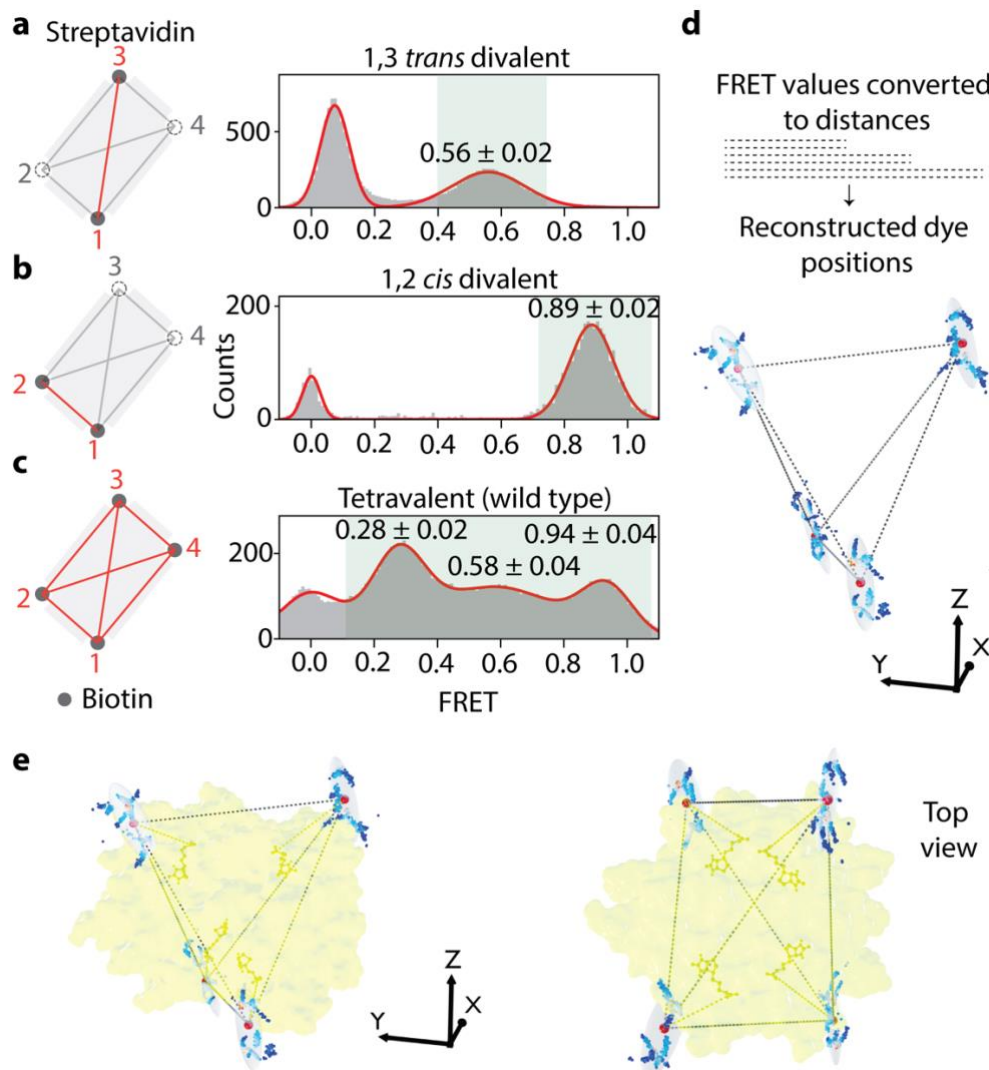 a
Streptavidin
3
4
2
1
1,3 trans divalent
500
0
0.56 ± 0.02
0.0 0.2 0.4 0.6 0.8 1.0
b
3
4
2
1
1,2 cis divalent
200
0
Counts
0.89 ± 0.02
0.0 0.2 0.4 0.6 0.8 1.0
c
3
4
2
1
Biotin
Tetravalent (wild type)
200
0
0.28 ± 0.02
0.94 ± 0.04
0.58 ± 0.04
0.0 0.2 0.4 0.6 0.8 1.0
FRET
d
FRET values converted
to distances
↓
Reconstructed dye
positions
Z
Y
X
e
Z
Y
X
Top
view